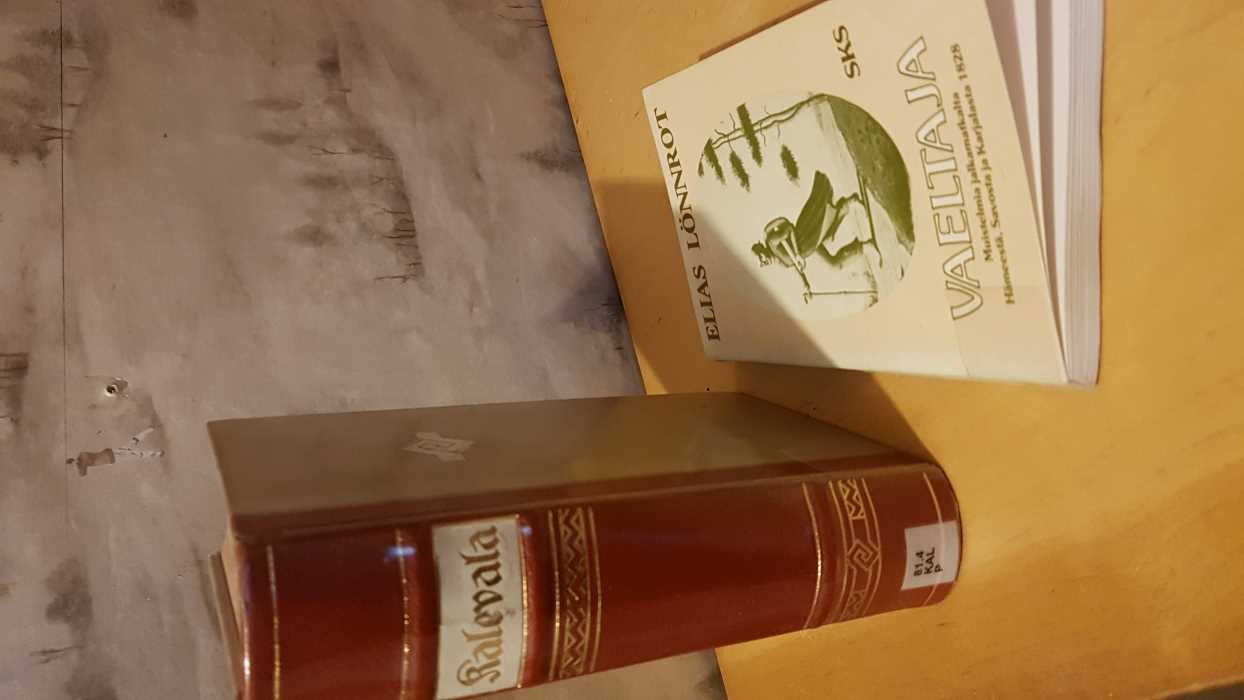 ELIAS LÖNNROT
SKS
VAELTAJA
Muistelmia jalkamatkalta
Hämeestä, Savosta ja Karjalasta 1828
Kalevala
81.4
KAL
P